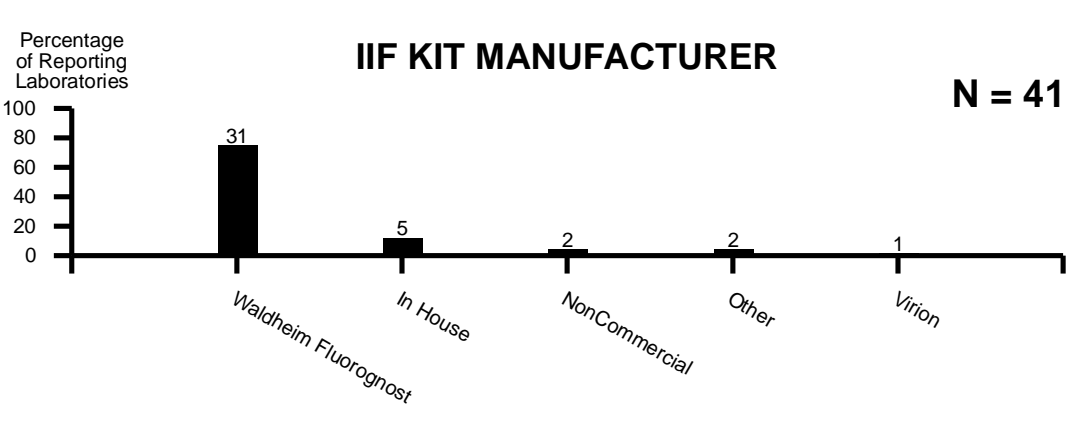 Percentage
of Reporting
Laboratories
IIF KIT MANUFACTURER
N = 41
100
80
60
40
20
0
31
5
2
2
1
Waldheim Fluorognost
In House
NonCommercial
Other
Virion